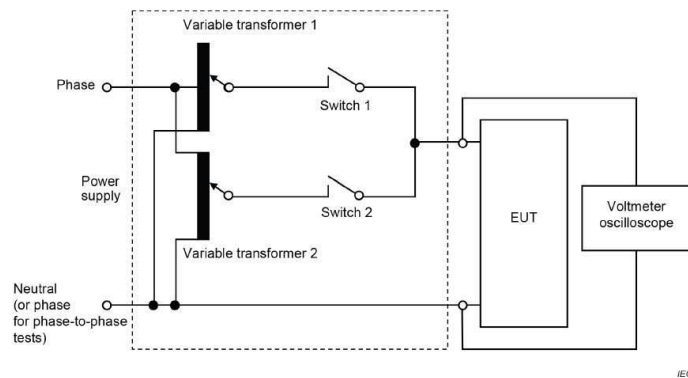 Variable transformer 1
Phase
Switch 1
Power
supply
Switch 2
EUT
Voltmeter
oscilloscope
Variable transformer 2
Neutral
(or phase
for phase-to-phase
tests)
IEC